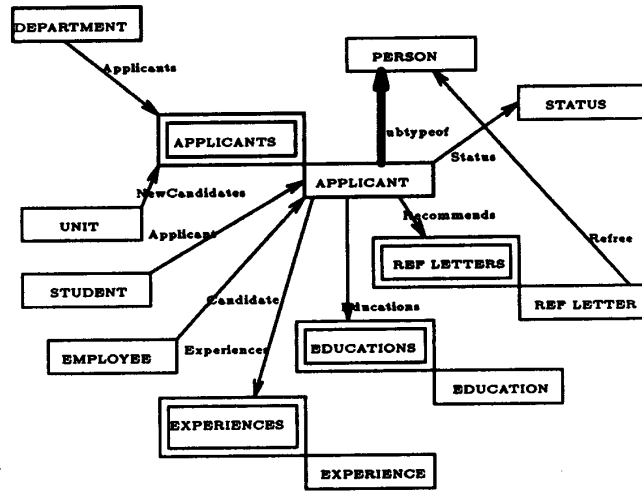 DEPARTMENT
PERSON
Applicants
STATUS
APPLICANTS
ubtypeof
Status
APPLICANT
NewCandidates
UNIT
Applicant
Recommends
Refree
REF LETTERS
STUDENT
Candidate
Educations
REF LETTER
EMPLOYEE
Experiences
EDUCATIONS
EDUCATION
EXPERIENCES
EXPERIENCE